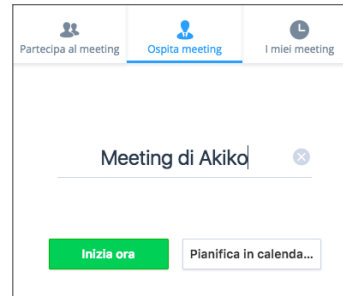 Partecipa al meeting
Ospita meeting
I miei meeting
Meeting di Akiko
Inizia ora
Pianifica in calenda...